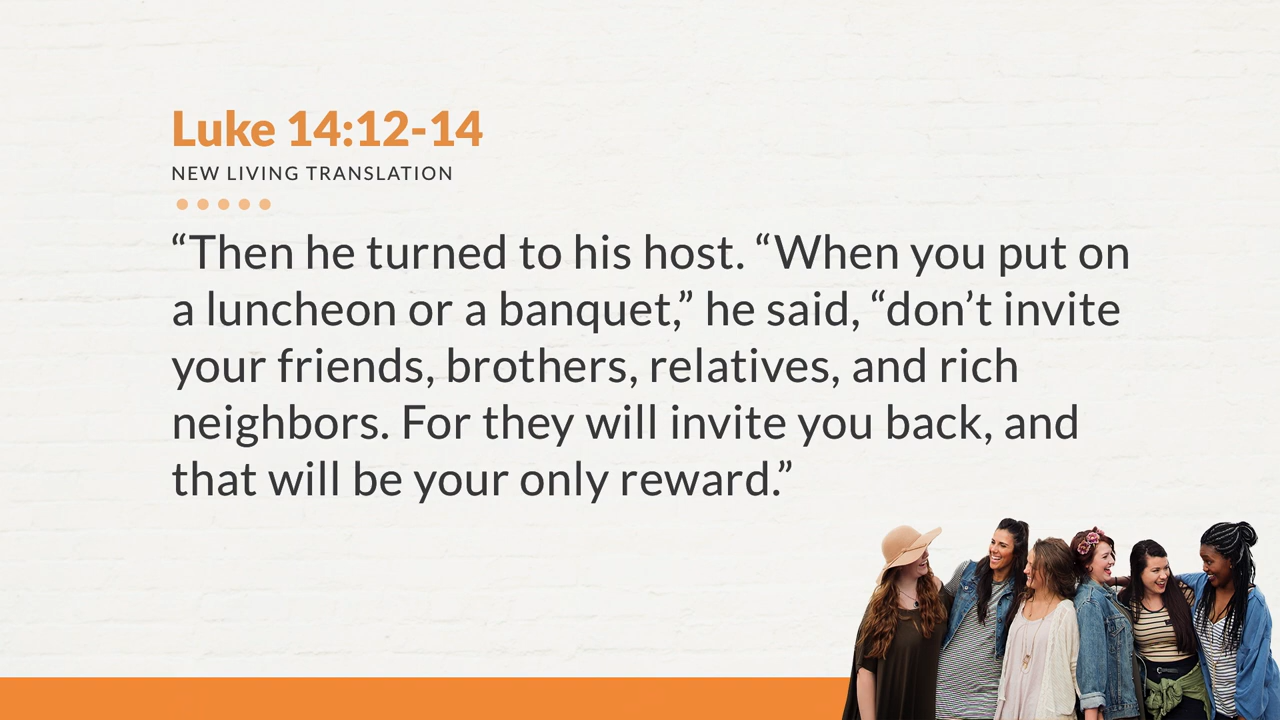 Luke 14:12-14
NEW LIVING TRANSLATION
“Then he turned to his host. “When you put on
a luncheon or a banquet,” he said, “don’t invite
your friends, brothers, relatives, and rich
neighbors. For they will invite you back, and
that will be your only reward.”